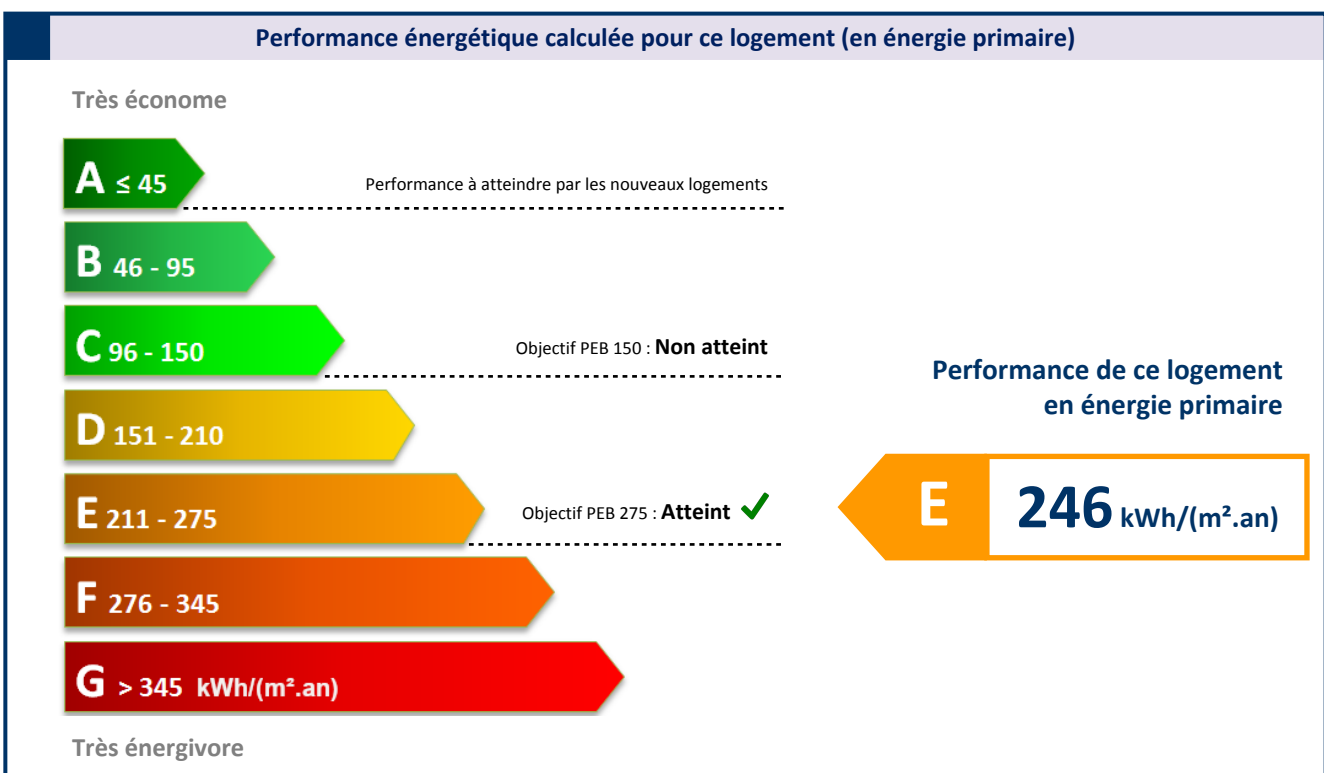 Performance énergétique calculée pour ce logement (en énergie primaire)
Très économe
A ≤ 45
Performance à atteindre par les nouveaux logements
B 46 - 95
C 96 - 150
Objectif PEB 150 : Non atteint
D 151 - 210
E 211 - 275
Objectif PEB 275 : Atteint ✓
F 276 - 345
G > 345 kWh/(m².an)
Très énergivore
Performance de ce logement
en énergie primaire
E 246 kWh/(m².an)